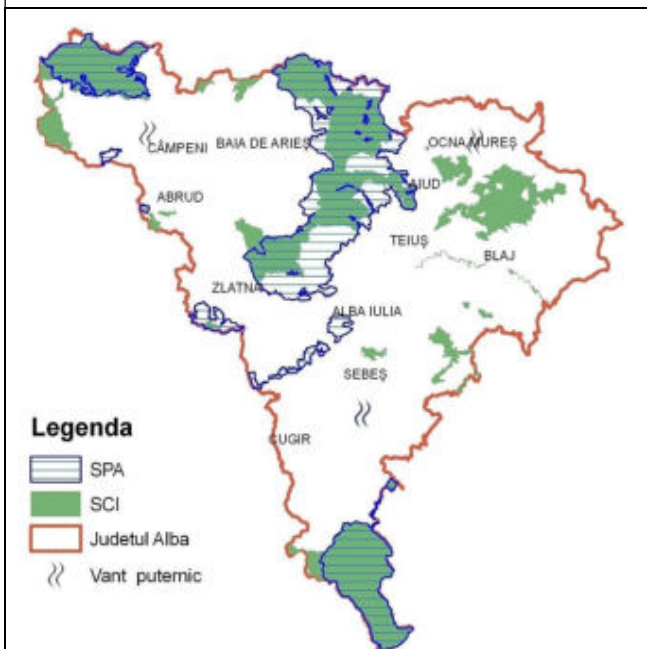 OCNA MUREȘ
CÂMPENI
BAIA DE ARIEȘ
AIUD
ABRUD
TEIUȘ
BLAJ
ZLATNA
ALBA IULIA
SEBEȘ
CUGIR
Legenda
SPA
SCI
Judetul Alba
Vant puternic